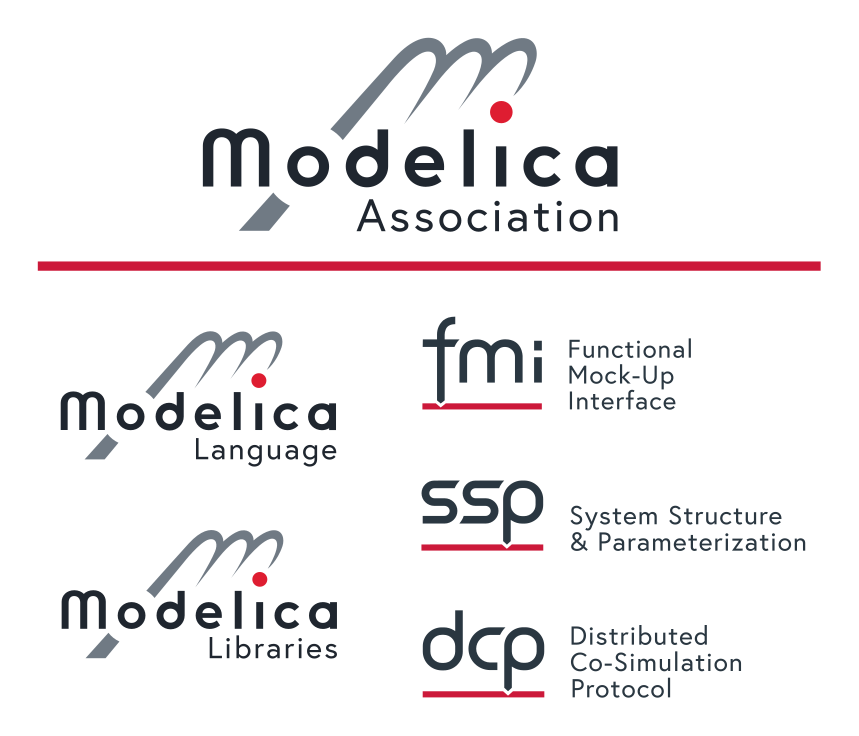 Modelica
Association
Modelica
Language
Modelica
Libraries
fmi
Functional
Mock-Up
Interface
ssp
System Structure
& Parameterization
dcp
Distributed
Co-Simulation
Protocol